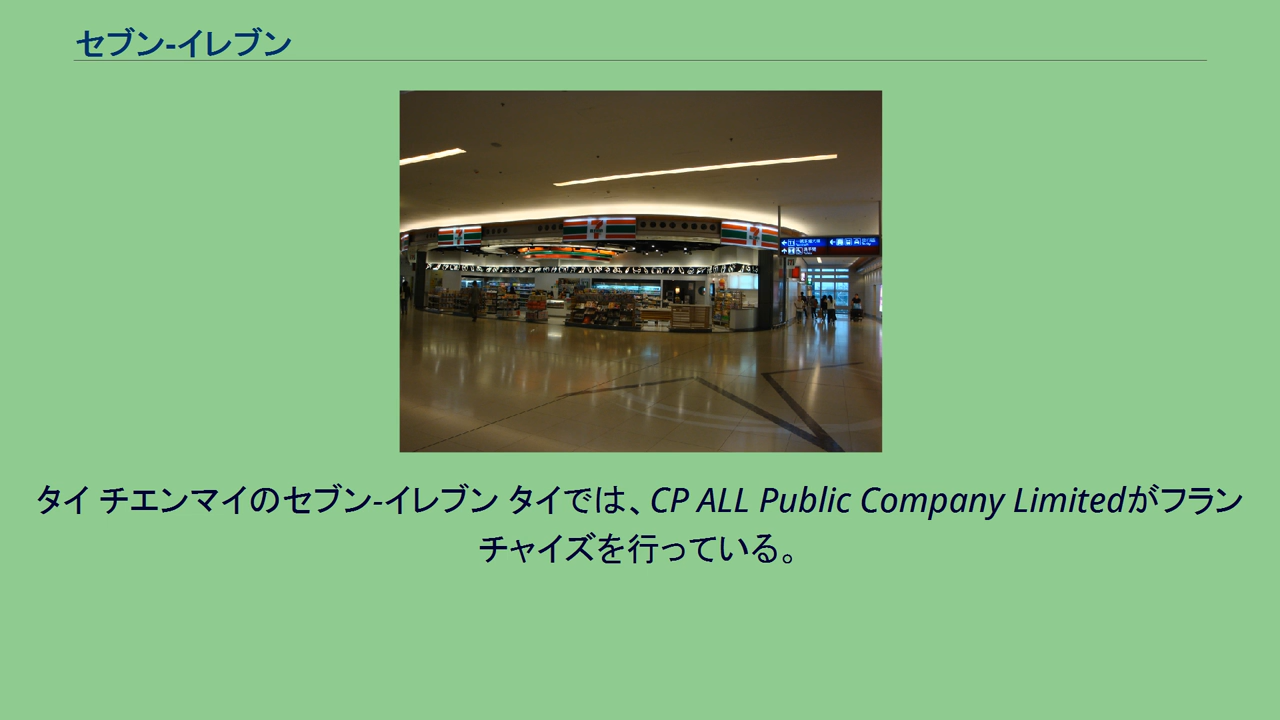 セブン-イレブン
タイ チエンマイのセブン-イレブン タイでは、CP ALL Public Company Limitedがフラン
チャイズを行っている。